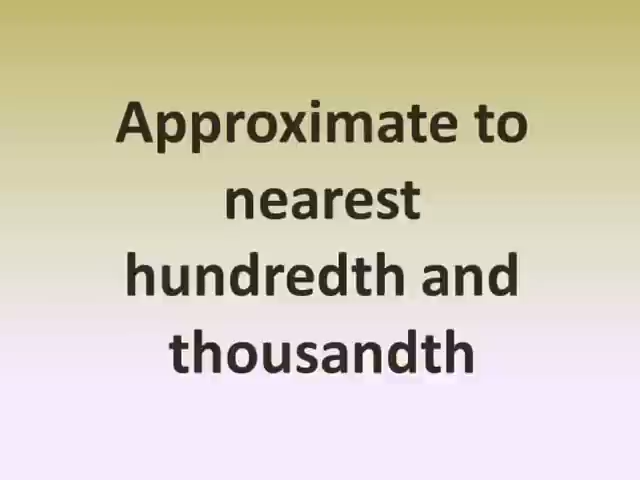 Approximate to
nearest
hundredth and
thousandth